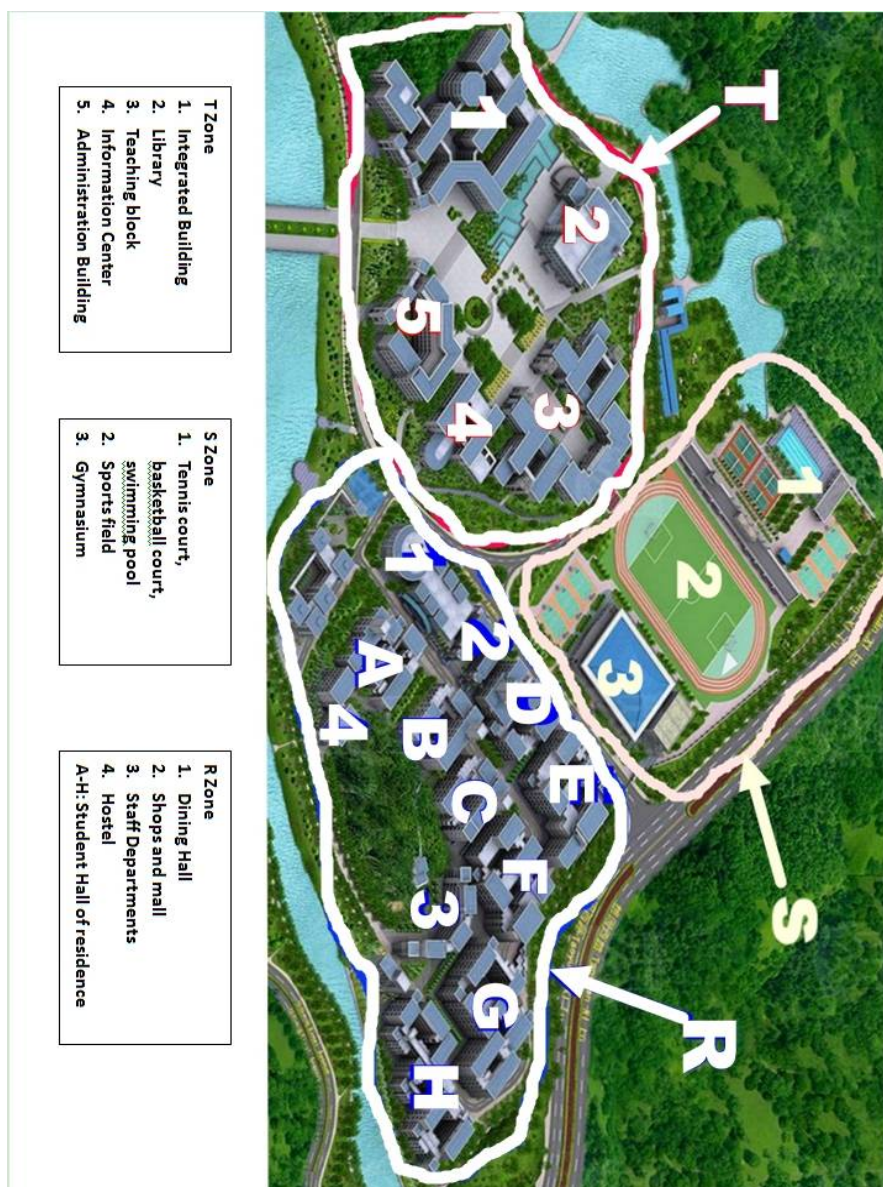 T
1
2
3
4
5
S
1
2
3
R
1
2
A
4
B
C
D
E
F
3
G
H
T Zone
1. Integrated Building
2. Library
3. Teaching block
4. Information Center
5. Administration Building
S Zone
1. Tennis court,
basketball court,
swimming pool
2. Sports field
3. Gymnasium
R Zone
1. Dining Hall
2. Shops and mall
3. Staff Departments
4. Hostel
A-H: Student Hall of residence